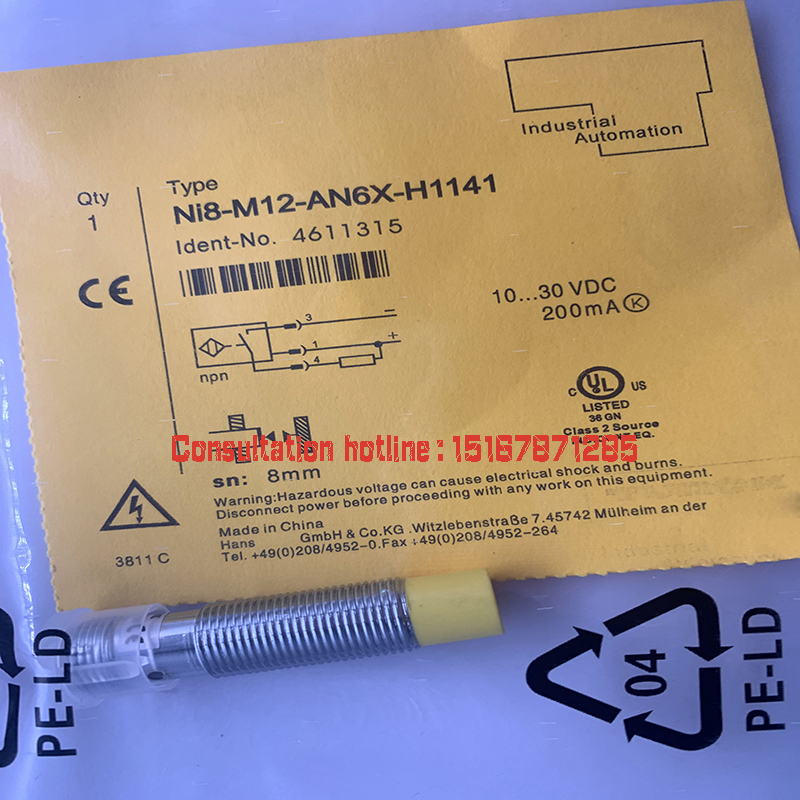 Industrial
Automation
Qty
1
Type
Ni8-M12-AN6X-H1141
Ident-No. 4611315
CE
10...30 VDC
200mA K
3
−
1
+
4
npn
C UL US
LISTED
36 GN
Class 2 Source
EQ.
Consultation hotline:15167871285
sn: 8mm
Warning:Hazardous voltage can cause electrical shock and burns.
Disconnect power before proceeding with any work on this equipment.
3811 C
Made in China
Hans GmbH & Co.KG .Witzlebenstraße 7.45742 Mülheim an der
Tel. +49(0)208/4952-0.Fax +49(0)208/4952-264
PE-LD
04
PE-LD